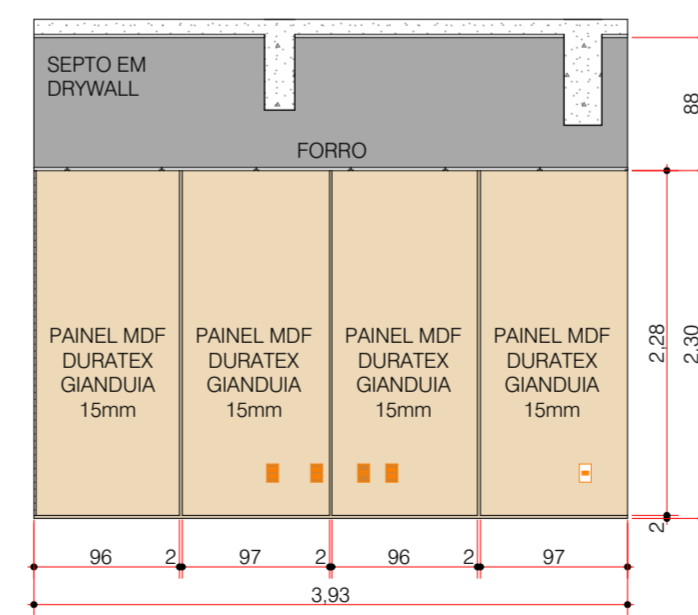 SEPTO EM
DRYWALL
88
FORRO
PAINEL MDF
DURATEX
GIANDUIA
15mm
PAINEL MDF
DURATEX
GIANDUIA
15mm
PAINEL MDF
DURATEX
GIANDUIA
15mm
PAINEL MDF
DURATEX
GIANDUIA
15mm
2,28
2,30
2
96 2 97 2 96 2 97
3,93